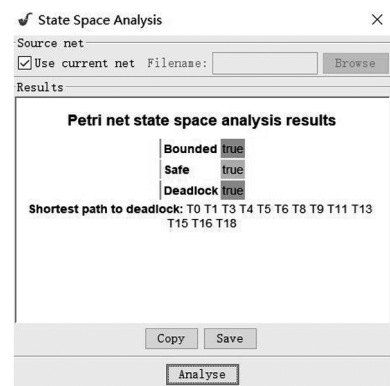 State Space Analysis
Source net
Use current net Filename: Browse
Results
Petri net state space analysis results
Bounded true
Safe true
Deadlock true
Shortest path to deadlock: T0 T1 T3 T4 T5 T6 T8 T9 T11 T13
T15 T16 T18
Copy Save
Analyse